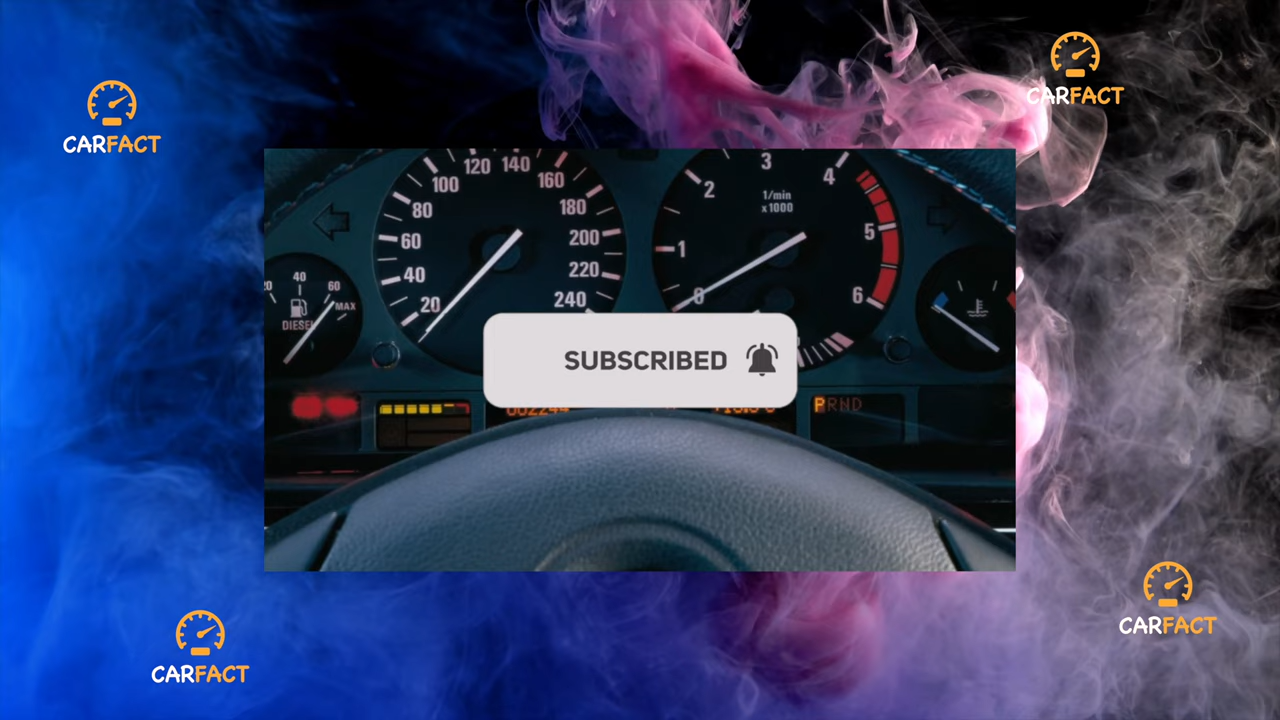 CARFACT
CARFACT
120 140
100 160
80 180
60 200
40 220
20 240
3
2 4
1/min
x1000
1 5
0 6
40
60
MAX
DIESEL
SUBSCRIBED
PRND
CARFACT
CARFACT